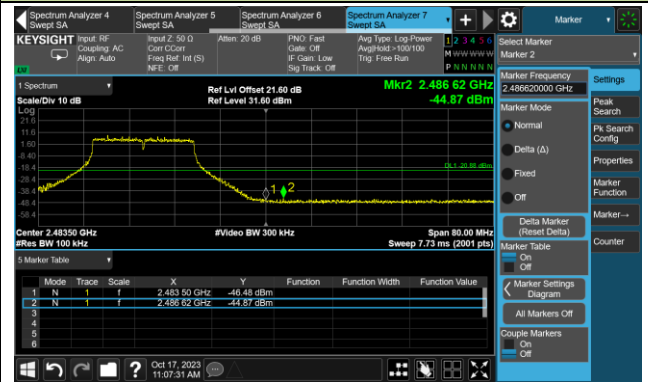 Spectrum Analyzer 4
Swept SA
Spectrum Analyzer 5
Swept SA
Spectrum Analyzer 6
Swept SA
Spectrum Analyzer 7
Swept SA
+
Marker
KEYSIGHT
Input: RF
Coupling: AC
Align: Auto
Input Z: 50 Ω
Corr CCorr
Freq Ref: Int (S)
NFE: Off
Atten: 20 dB
PNO: Fast
Gate: Off
IF Gain: Low
Sig Track: Off
Avg Type: Log-Power
Avg|Hold >100/100
Trig: Free Run
1 2 3 4 5 6
M W W W W W
P N N N N N
Select Marker
Marker 2
1 Spectrum
Scale/Div 10 dB
Log
Ref Lvl Offset 21.60 dB
Ref Level 31.60 dBm
Mkr2 2.486 62 GHz
-44.87 dBm
21.6
11.6
1.60
-8.40
-18.4
-28.4
-38.4
-48.4
-58.4
DL1 -20.88 dBm
1
2
Center 2.48350 GHz
#Res BW 100 kHz
#Video BW 300 kHz
Span 80.00 MHz
Sweep 7.73 ms (2001 pts)
5 Marker Table
Mode Trace Scale X Y Function Function Width Function Value
1 N 1 f 2.483 50 GHz -46.48 dBm
2 N 1 f 2.486 62 GHz -44.87 dBm
3
4
5
6
Marker Frequency
2.486620000 GHz
Marker Mode
Normal
Delta (Δ)
Fixed
Off
Delta Marker
(Reset Delta)
Marker Table
On
Off
Marker Settings
Diagram
All Markers Off
Couple Markers
On
Off
Settings
Peak
Search
Pk Search
Config
Properties
Marker
Function
Marker→
Counter
?
Oct 17, 2023
11:07:31 AM